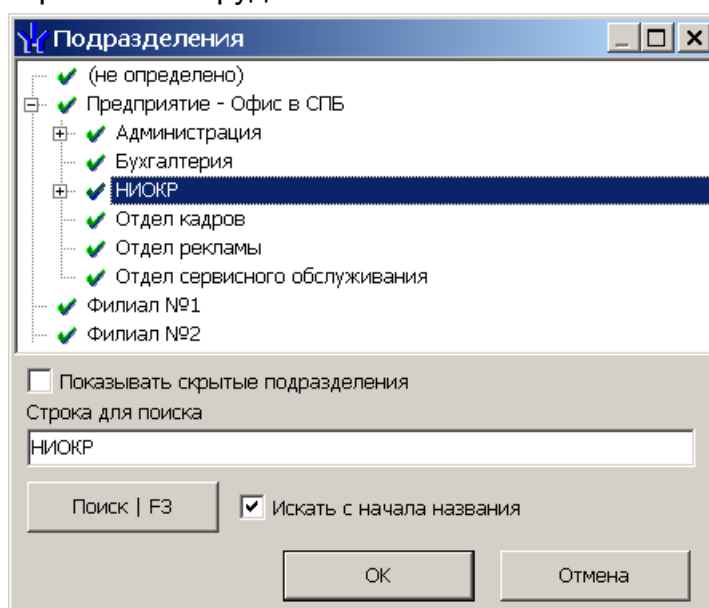 Подразделения
(не определено)
Предприятие - Офис в СПБ
Администрация
Бухгалтерия
НИОКР
Отдел кадров
Отдел рекламы
Отдел сервисного обслуживания
Филиал №1
Филиал №2
Показывать скрытые подразделения
Строка для поиска
НИОКР
Поиск | F3
Искать с начала названия
ОК
Отмена